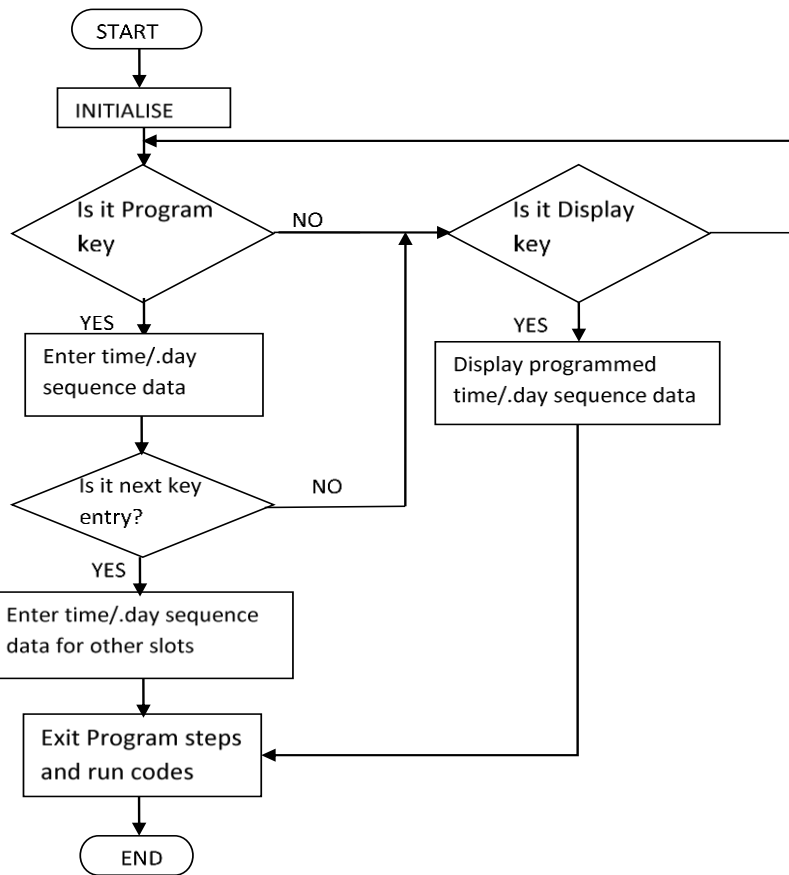 START
INITIALISE
Is it Program
key
NO
Is it Display
key
YES
Enter time/.day
sequence data
YES
Display programmed
time/.day sequence data
Is it next key
entry?
NO
YES
Enter time/.day sequence
data for other slots
Exit Program steps
and run codes
END